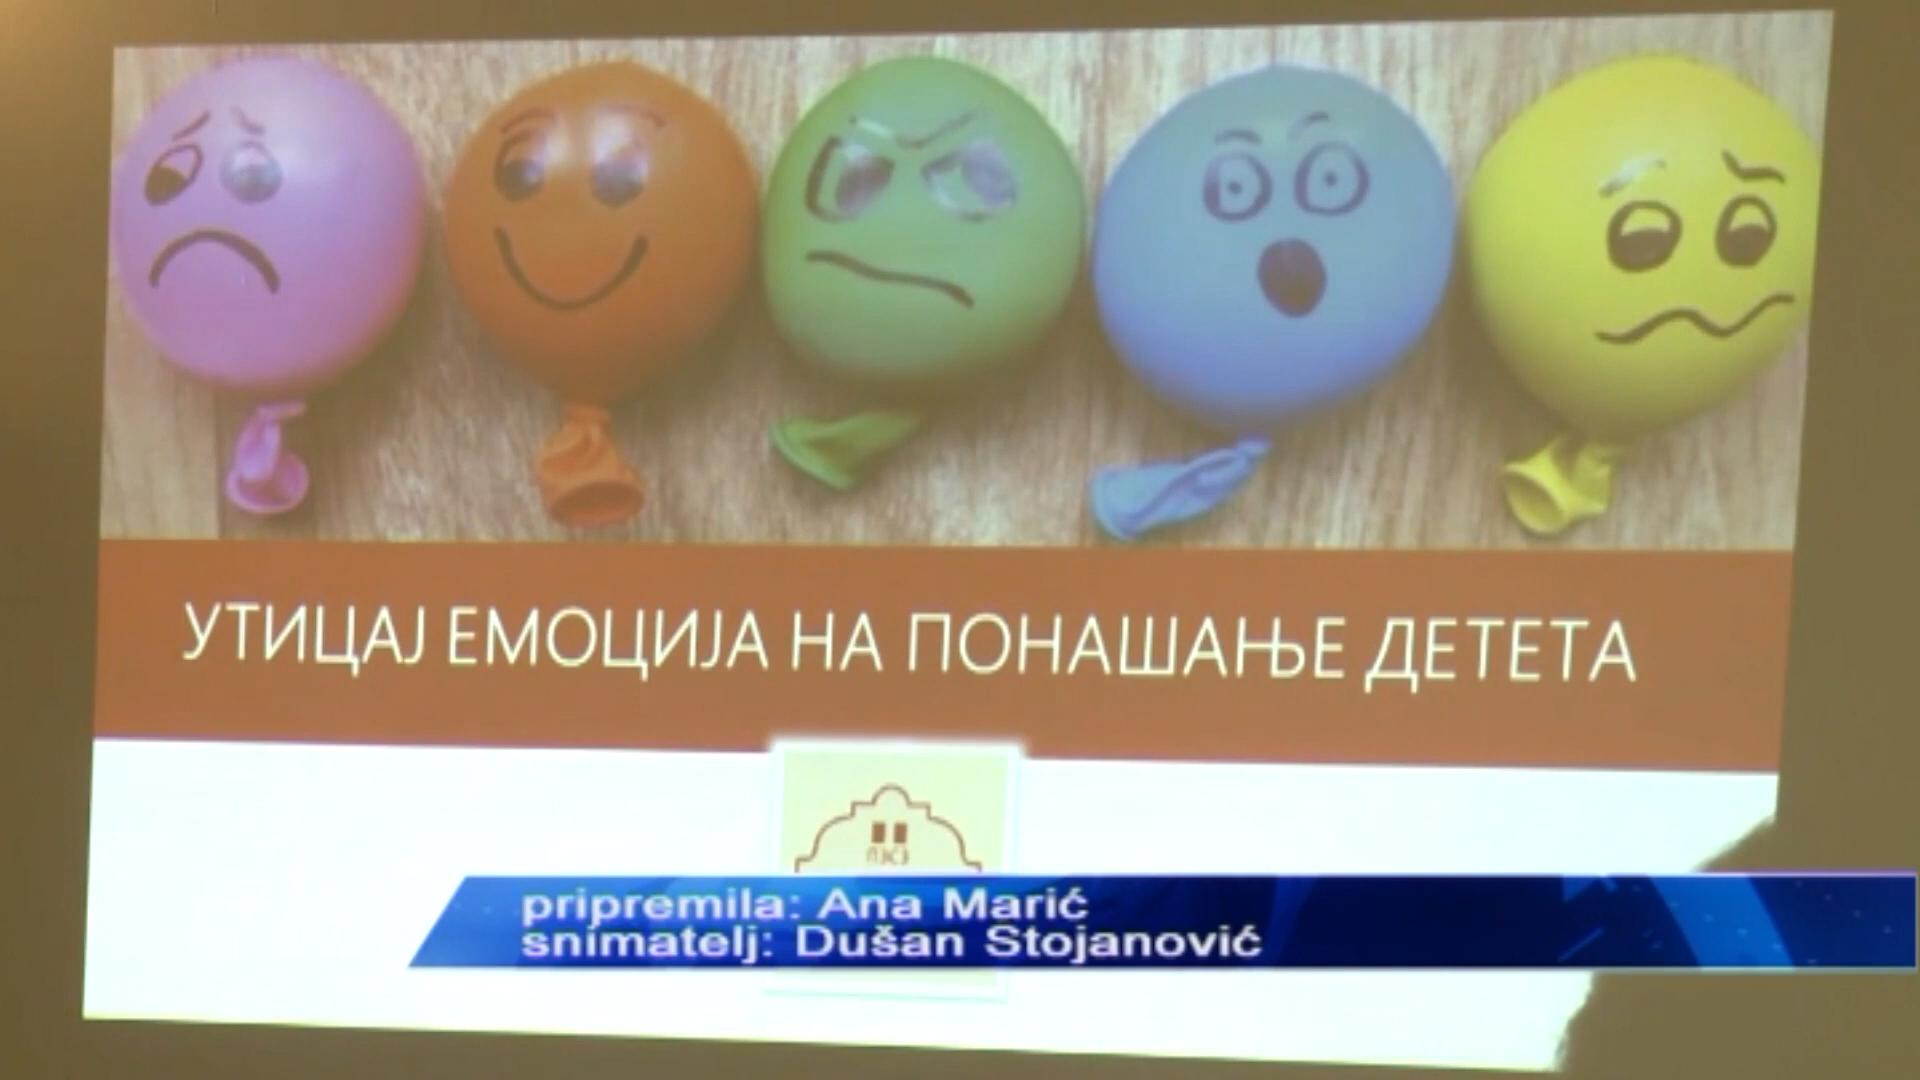 УТИЦАЈ ЕМОЦИЈА НА ПОНАШАЊЕ ДЕТЕТА
pripremila: Ana Marić
snimatelj: Dušan Stojanović